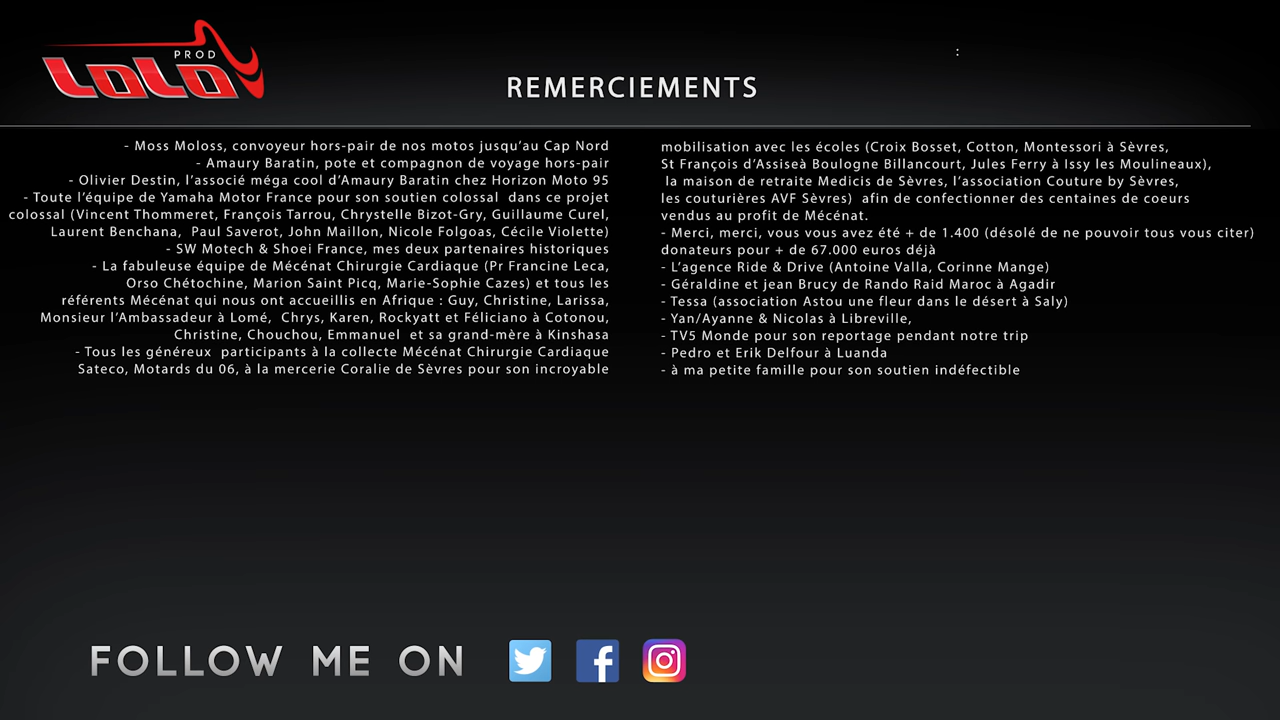 PROD
LOLO
:
REMERCIEMENTS
- Moss Moloss, convoyeur hors-pair de nos motos jusqu’au Cap Nord
- Amaury Baratin, pote et compagnon de voyage hors-pair
- Olivier Destin, l’associé méga cool d’Amaury Baratin chez Horizon Moto 95
- Toute l’équipe de Yamaha Motor France pour son soutien colossal  dans ce projet
colossal (Vincent Thommeret, François Tarrou, Chrystelle Bizot-Gry, Guillaume Curel,
Laurent Benchana,  Paul Saverot, John Maillon, Nicole Folgoas, Cécile Violette)
- SW Motech & Shoei France, mes deux partenaires historiques
- La fabuleuse équipe de Mécénat Chirurgie Cardiaque (Pr Francine Leca,
Orso Chétochine, Marion Saint Picq, Marie-Sophie Cazes) et tous les
référents Mécénat qui nous ont accueillis en Afrique : Guy, Christine, Larissa,
Monsieur l’Ambassadeur à Lomé,  Chrys, Karen, Rockyatt et Féliciano à Cotonou,
Christine, Chouchou, Emmanuel  et sa grand-mère à Kinshasa
- Tous les généreux  participants à la collecte Mécénat Chirurgie Cardiaque
Sateco, Motards du 06, à la mercerie Coralie de Sèvres pour son incroyable
mobilisation avec les écoles (Croix Bosset, Cotton, Montessori à Sèvres,
St François d’Assiseà Boulogne Billancourt, Jules Ferry à Issy les Moulineaux),
la maison de retraite Medicis de Sèvres, l’association Couture by Sèvres,
les couturières AVF Sèvres)  afin de confectionner des centaines de coeurs
vendus au profit de Mécénat.
- Merci, merci, vous vous avez été + de 1.400 (désolé de ne pouvoir tous vous citer)
donateurs pour + de 67.000 euros déjà
- L’agence Ride & Drive (Antoine Valla, Corinne Mange)
- Géraldine et jean Brucy de Rando Raid Maroc à Agadir
- Tessa (association Astou une fleur dans le désert à Saly)
- Yan/Ayanne & Nicolas à Libreville,
- TV5 Monde pour son reportage pendant notre trip
- Pedro et Erik Delfour à Luanda
- à ma petite famille pour son soutien indéfectible
FOLLOW ME ON